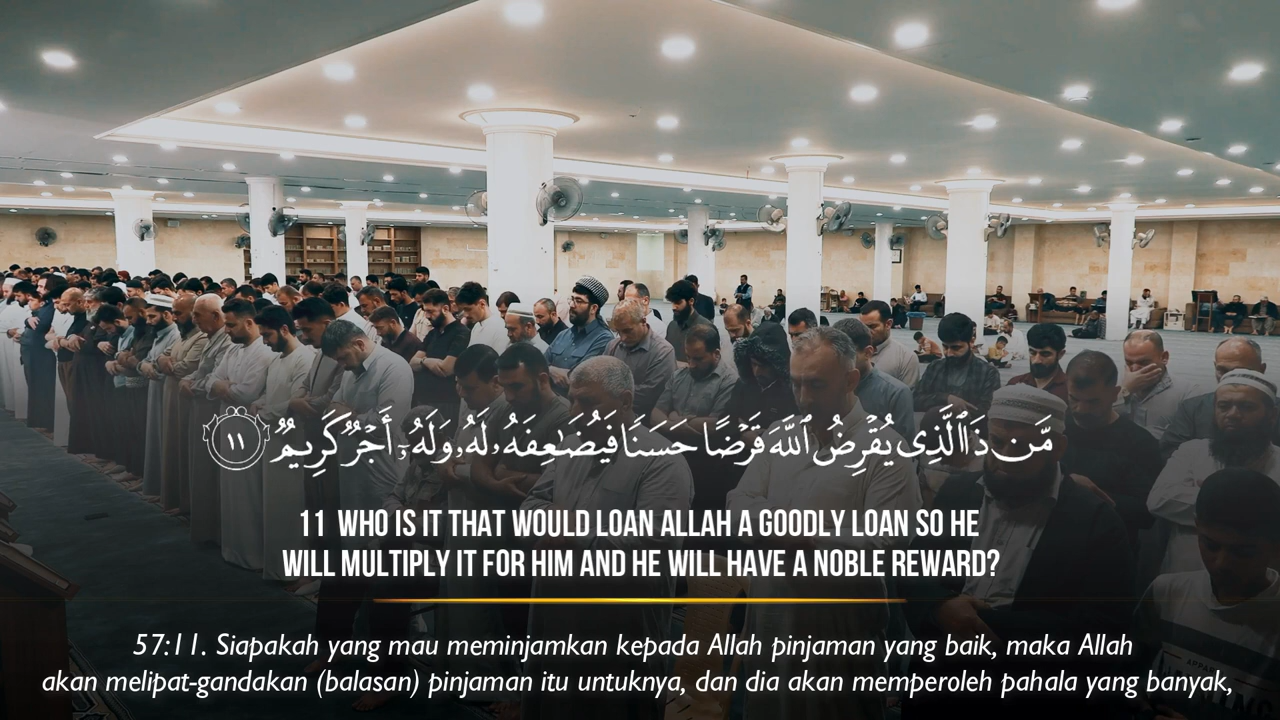 مَّن ذَا ٱلَّذِى يُقْرِضُ ٱللَّهَ قَرْضًا حَسَنًا فَيُضَـٰعِفَهُۥ لَهُۥ وَلَهُۥٓ أَجْرٌ كَرِيمٌ ١١
11 WHO IS IT THAT WOULD LOAN ALLAH A GOODLY LOAN SO HE
WILL MULTIPLY IT FOR HIM AND HE WILL HAVE A NOBLE REWARD?
57:11. Siapakah yang mau meminjamkan kepada Allah pinjaman yang baik, maka Allah
akan melipat-gandakan (balasan) pinjaman itu untuknya, dan dia akan memperoleh pahala yang banyak,